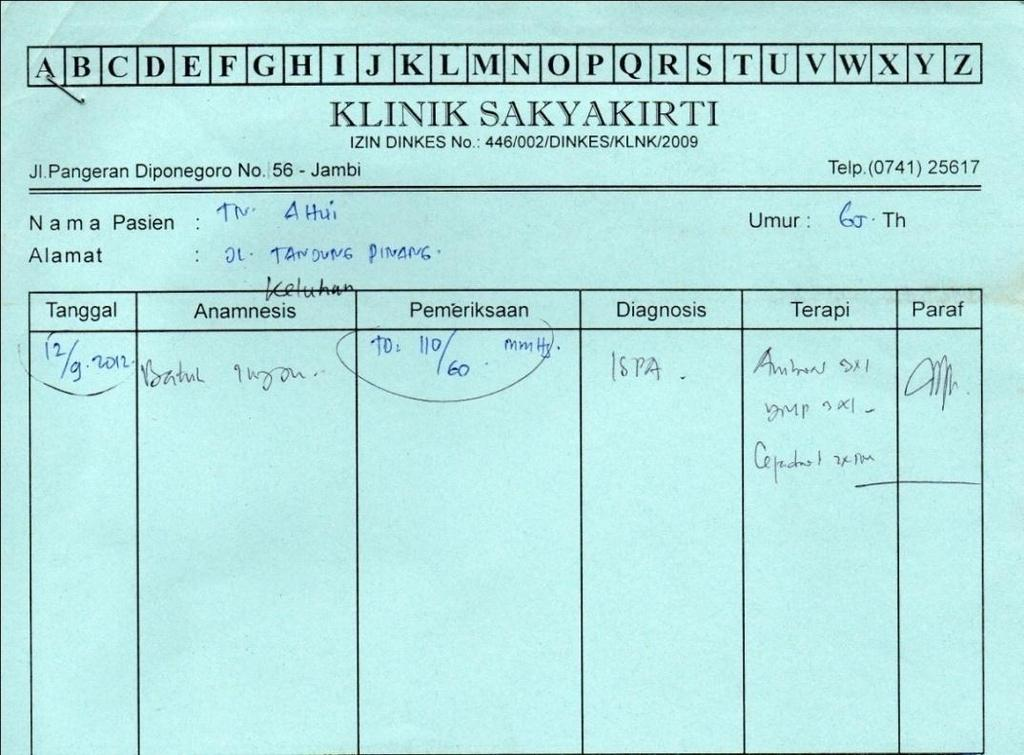 A B C D E F G H I J K L M N O P Q R S T U V W X Y Z
KLINIK SAKYAKIRTI
IZIN DINKES No.: 446/002/DINKES/KLNK/2009
Jl.Pangeran Diponegoro No. 56 - Jambi Telp.(0741) 25617
Nama Pasien : TN. AHui Umur : Th
Alamat : JL. TANJUNG PINANG.
Keluhan
Tanggal Anamnesis Pemeriksaan Diagnosis Terapi Paraf
12/9.2012. Batuk TD: 110/60 mmHg. ISPA. 3x1
3x1